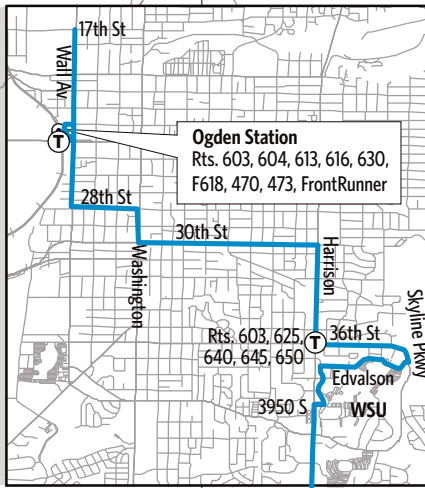 17th St
Wall Av
T
Ogden Station
Rts. 603, 604, 613, 616, 630,
F618, 470, 473, FrontRunner
28th St
Washington
30th St
Harrison
Skyline Pkwy
Rts. 603, 625,
640, 645, 650
T
36th St
Edvalson
3950 S
WSU